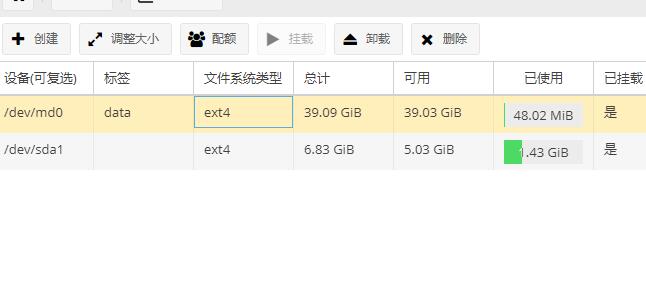 创建 调整大小 配额 挂载 卸载 删除
设备(可复选) 标签 文件系统类型 总计 可用 已使用 已挂载
/dev/md0 data ext4 39.09 GiB 39.03 GiB 48.02 MiB 是
/dev/sda1 ext4 6.83 GiB 5.03 GiB 1.43 GiB 是